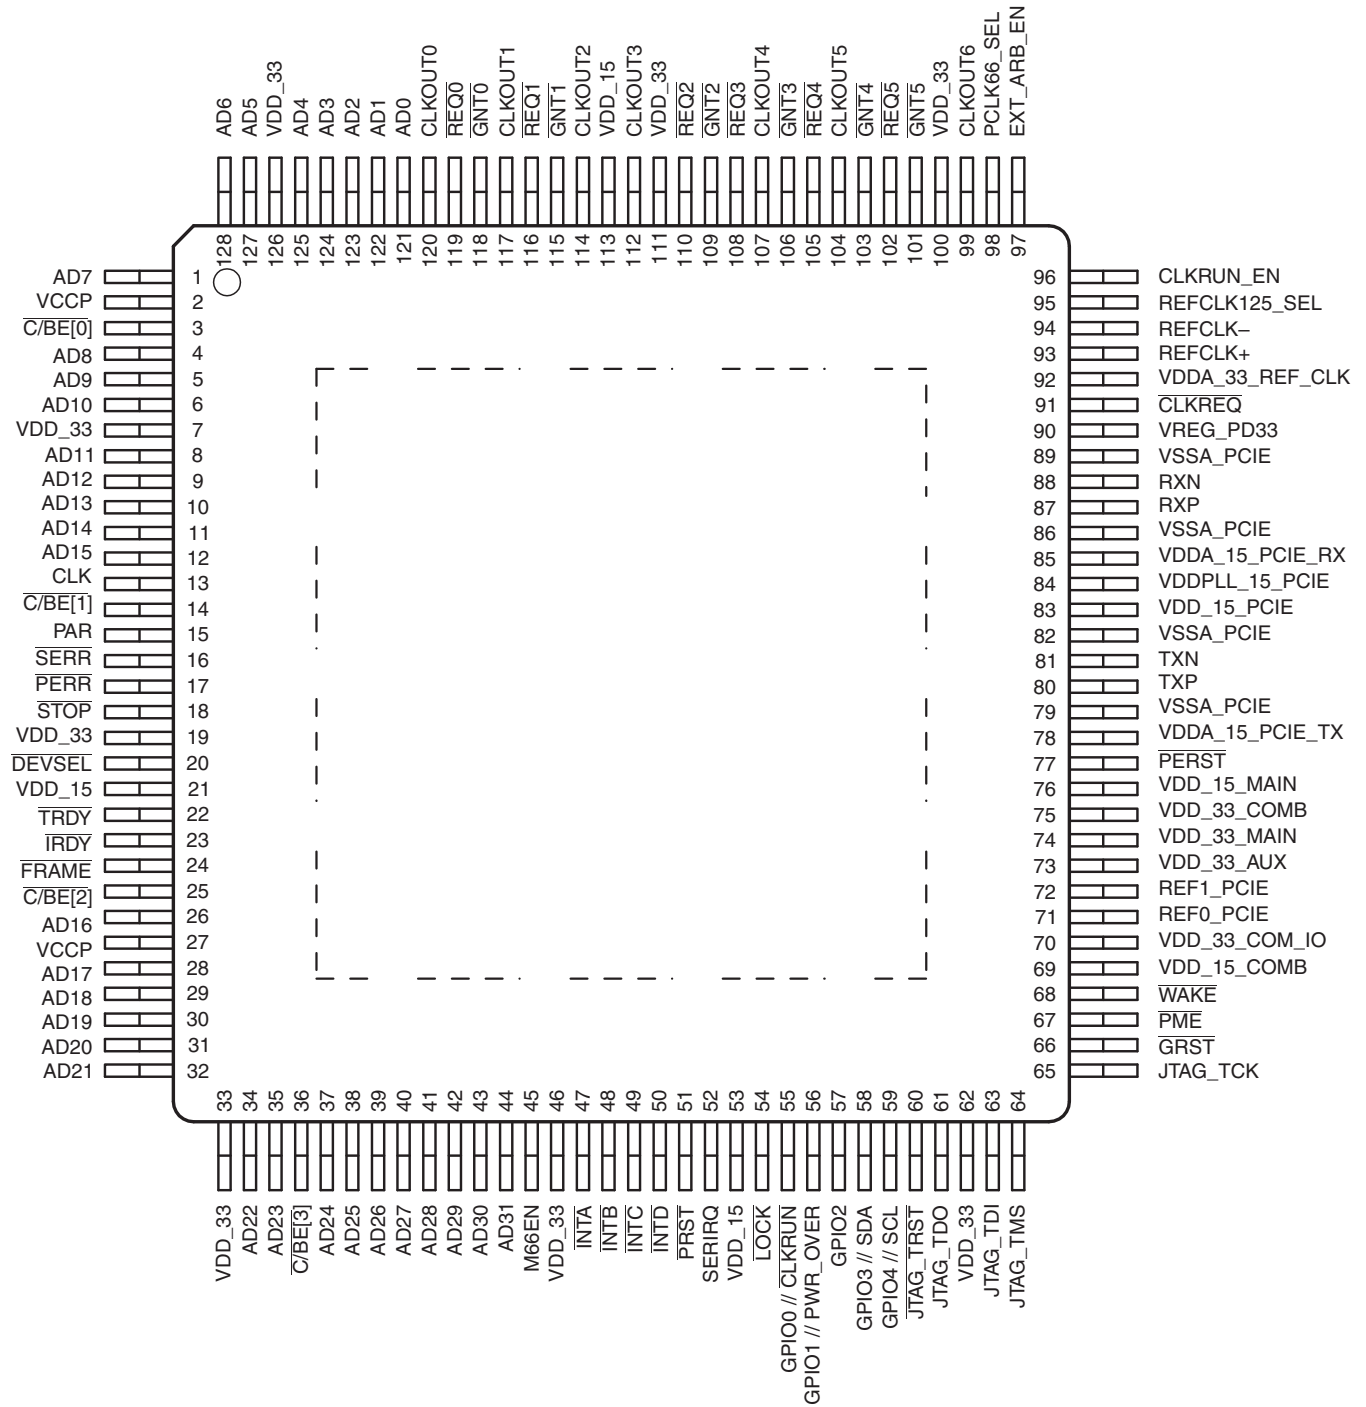 AD6
AD5
VDD_33
AD4
AD3
AD2
AD1
AD0
CLKOUT0
REQ0
GNT0
CLKOUT1
REQ1
GNT1
CLKOUT2
VDD_15
CLKOUT3
VDD_33
REQ2
GNT2
REQ3
CLKOUT4
GNT3
REQ4
CLKOUT5
GNT4
REQ5
GNT5
VDD_33
CLKOUT6
PCLK66_SEL
EXT_ARB_EN
128
127
126
125
124
123
122
121
120
119
118
117
116
115
114
113
112
111
110
109
108
107
106
105
104
103
102
101
100
99
98
97
AD7 1
VCCP 2
C/BE[0] 3
AD8 4
AD9 5
AD10 6
VDD_33 7
AD11 8
AD12 9
AD13 10
AD14 11
AD15 12
CLK 13
C/BE[1] 14
PAR 15
SERR 16
PERR 17
STOP 18
VDD_33 19
DEVSEL 20
VDD_15 21
TRDY 22
IRDY 23
FRAME 24
C/BE[2] 25
AD16 26
VCCP 27
AD17 28
AD18 29
AD19 30
AD20 31
AD21 32
96 CLKRUN_EN
95 REFCLK125_SEL
94 REFCLK–
93 REFCLK+
92 VDDA_33_REF_CLK
91 CLKREQ
90 VREG_PD33
89 VSSA_PCIE
88 RXN
87 RXP
86 VSSA_PCIE
85 VDDA_15_PCIE_RX
84 VDDPLL_15_PCIE
83 VDD_15_PCIE
82 VSSA_PCIE
81 TXN
80 TXP
79 VSSA_PCIE
78 VDDA_15_PCIE_TX
77 PERST
76 VDD_15_MAIN
75 VDD_33_COMB
74 VDD_33_MAIN
73 VDD_33_AUX
72 REF1_PCIE
71 REF0_PCIE
70 VDD_33_COM_IO
69 VDD_15_COMB
68 WAKE
67 PME
66 GRST
65 JTAG_TCK
33
34
35
36
37
38
39
40
41
42
43
44
45
46
47
48
49
50
51
52
53
54
55
56
57
58
59
60
61
62
63
64
VDD_33
AD22
AD23
C/BE[3]
AD24
AD25
AD26
AD27
AD28
AD29
AD30
AD31
M66EN
VDD_33
INTA
INTB
INTC
INTD
PRST
SERIRQ
VDD_15
LOCK
GPIO0 // CLKRUN
GPIO1 // PWR_OVER
GPIO2
GPIO3 // SDA
GPIO4 // SCL
JTAG_TRST
JTAG_TDO
VDD_33
JTAG_TDI
JTAG_TMS